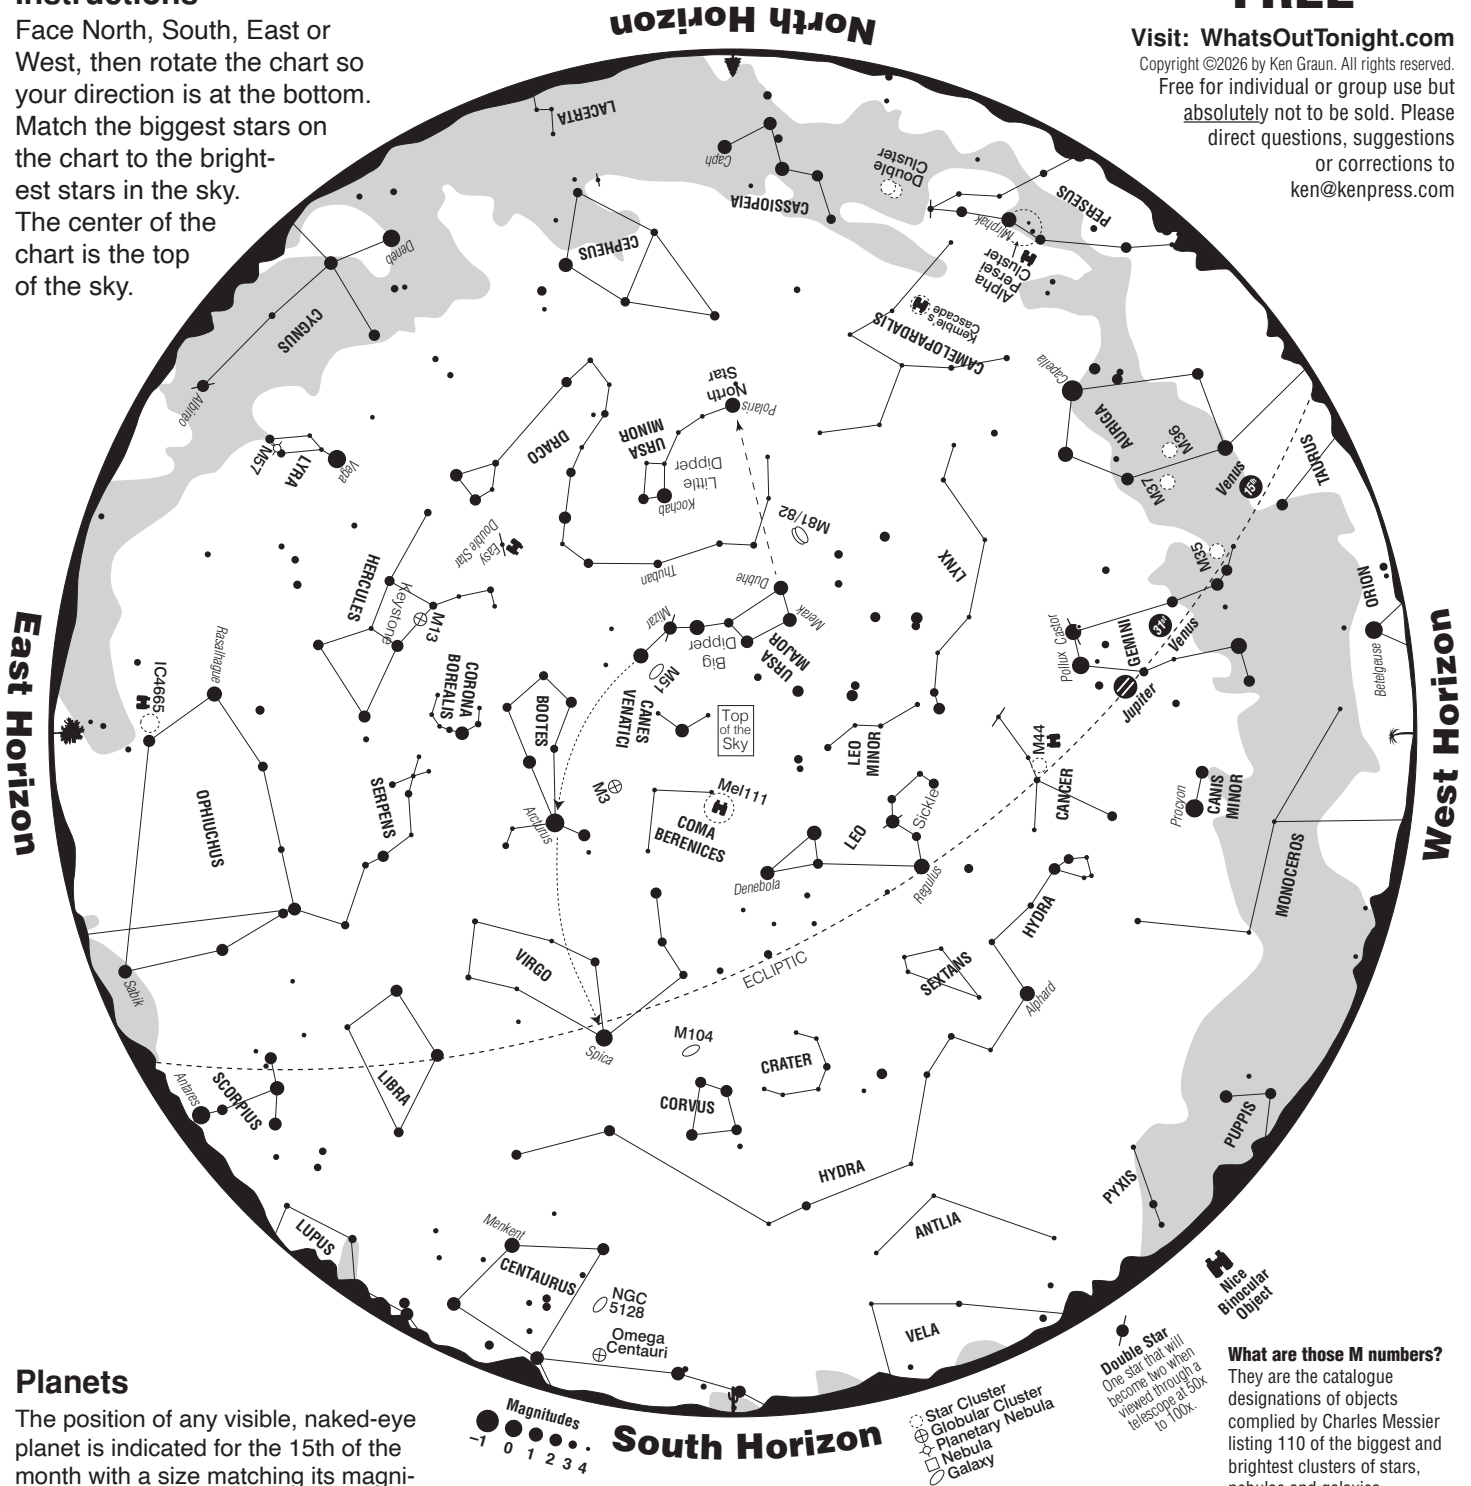 Instructions
Face North, South, East or
West, then rotate the chart so
your direction is at the bottom.
Match the biggest stars on
the chart to the bright-
est stars in the sky.
The center of the
chart is the top
of the sky.
North Horizon
FREE
Visit: WhatsOutTonight.com
Copyright ©2026 by Ken Graun. All rights reserved.
Free for individual or group use but
absolutely not to be sold. Please
direct questions, suggestions
or corrections to
ken@kenpress.com
LACERTA
Caph
Double
Cluster
CASSIOPEIA
PERSEUS
Mirphak
Alpha
Persei
Cluster
CEPHEUS
Deneb
CYGNUS
Albireo
Kemble's
Cascade
CAMELOPARDALIS
Capella
AURIGA
M36
M37
Venus
15th
TAURUS
North
Star
Polaris
URSA
MINOR
Little
Dipper
Kochab
DRACO
M57
LYRA
Vega
Easy
Double Star
Thuban
M81/82
Dubhe
LYNX
M35
ORION
Betelgeuse
HERCULES
Keystone
M13
Mizar
Big
Dipper
Merak
URSA
MAJOR
M51
Castor
Pollux
GEMINI
31st
Venus
Jupiter
East Horizon
West Horizon
Rasalhague
IC4665
CORONA
BOREALIS
BOOTES
CANES
VENATICI
Top
of the
Sky
LEO
MINOR
M44
CANCER
Procyon
CANIS
MINOR
OPHIUCHUS
SERPENS
Arcturus
M3
Mel111
COMA
BERENICES
LEO
Sickle
Denebola
Regulus
MONOCEROS
HYDRA
VIRGO
ECLIPTIC
SEXTANS
Alphard
Sabik
Spica
M104
CRATER
CORVUS
Antares
SCORPIUS
LIBRA
HYDRA
PUPPIS
PYXIS
ANTLIA
LUPUS
Menkent
CENTAURUS
NGC
5128
Omega
Centauri
VELA
Nice
Binocular
Object
Planets
The position of any visible, naked-eye
planet is indicated for the 15th of the
month with a size matching its magni-
Magnitudes
–1 0 1 2 3 4
South Horizon
Star Cluster
Globular Cluster
Planetary Nebula
Nebula
Galaxy
Double Star
One star that will
become two when
viewed through a
telescope at 50x
to 100x.
What are those M numbers?
They are the catalogue
designations of objects
complied by Charles Messier
listing 110 of the biggest and
brightest clusters of stars,
nebulae and galaxies